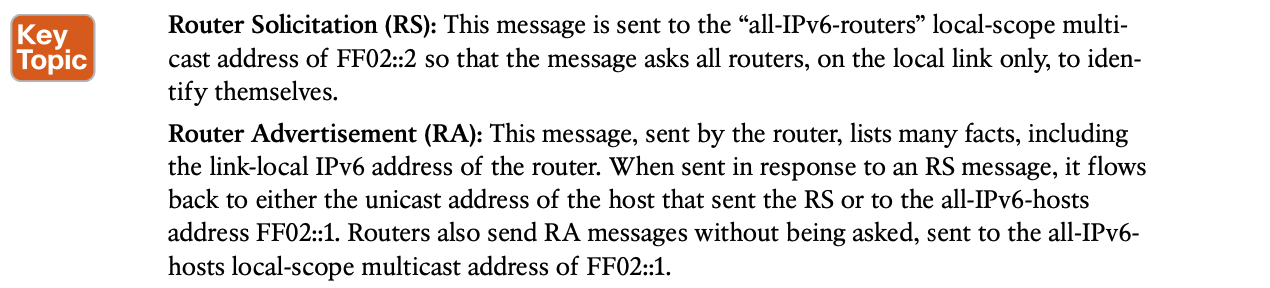 Key
Topic
Router Solicitation (RS): This message is sent to the “all-IPv6-routers” local-scope multi-
cast address of FF02::2 so that the message asks all routers, on the local link only, to iden-
tify themselves.
Router Advertisement (RA): This message, sent by the router, lists many facts, including
the link-local IPv6 address of the router. When sent in response to an RS message, it flows
back to either the unicast address of the host that sent the RS or to the all-IPv6-hosts
address FF02::1. Routers also send RA messages without being asked, sent to the all-IPv6-
hosts local-scope multicast address of FF02::1.